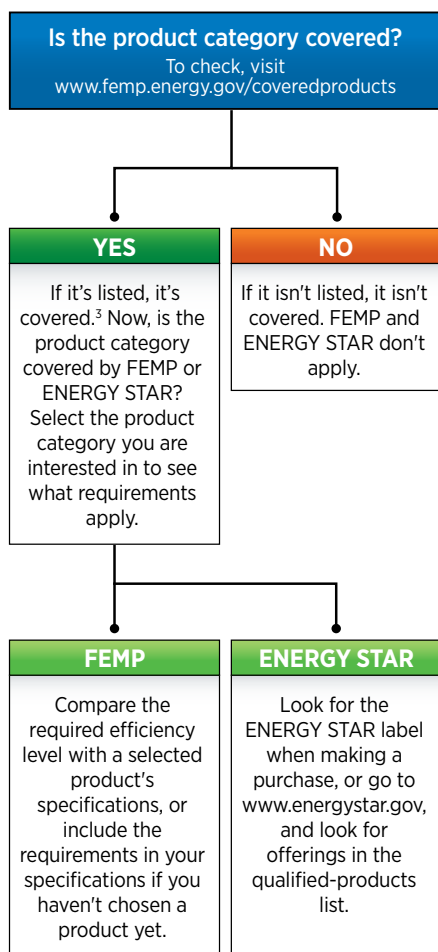 Is the product category covered?
To check, visit
www.femp.energy.gov/coveredproducts
YES
If it’s listed, it’s
covered.³ Now, is the
product category
covered by FEMP or
ENERGY STAR?
Select the product
category you are
interested in to see
what requirements
apply.
NO
If it isn't listed, it isn't
covered. FEMP and
ENERGY STAR don't
apply.
FEMP
Compare the
required efficiency
level with a selected
product's
specifications, or
include the
requirements in your
specifications if you
haven't chosen a
product yet.
ENERGY STAR
Look for the
ENERGY STAR label
when making a
purchase, or go to
www.energystar.gov,
and look for
offerings in the
qualified-products
list.